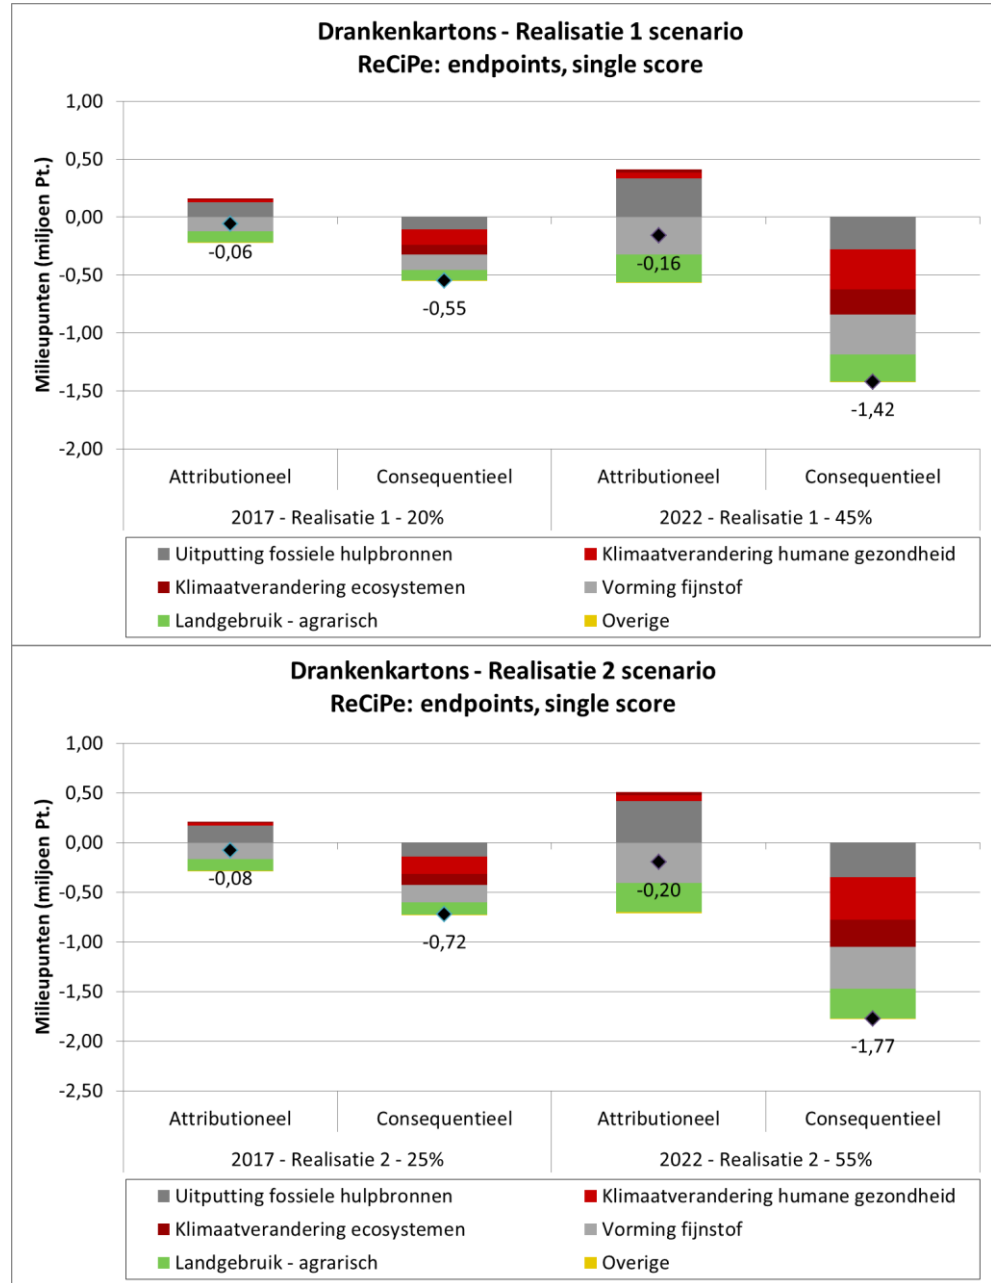 Drankenkartons - Realisatie 1 scenario
ReCiPe: endpoints, single score
Milieupunten (miljoen Pt.)
1,00
0,50
0,00
-0,50
-1,00
-1,50
-2,00
-0,06
-0,55
-0,16
-1,42
Attributioneel Consequentieel Attributioneel Consequentieel
2017 - Realisatie 1 - 20% 2022 - Realisatie 1 - 45%
Uitputting fossiele hulpbronnen Klimaatverandering humane gezondheid
Klimaatverandering ecosystemen Vorming fijnstof
Landgebruik - agrarisch Overige
Drankenkartons - Realisatie 2 scenario
ReCiPe: endpoints, single score
Milieupunten (miljoen Pt.)
1,00
0,50
0,00
-0,50
-1,00
-1,50
-2,00
-2,50
-0,08
-0,72
-0,20
-1,77
Attributioneel Consequentieel Attributioneel Consequentieel
2017 - Realisatie 2 - 25% 2022 - Realisatie 2 - 55%
Uitputting fossiele hulpbronnen Klimaatverandering humane gezondheid
Klimaatverandering ecosystemen Vorming fijnstof
Landgebruik - agrarisch Overige